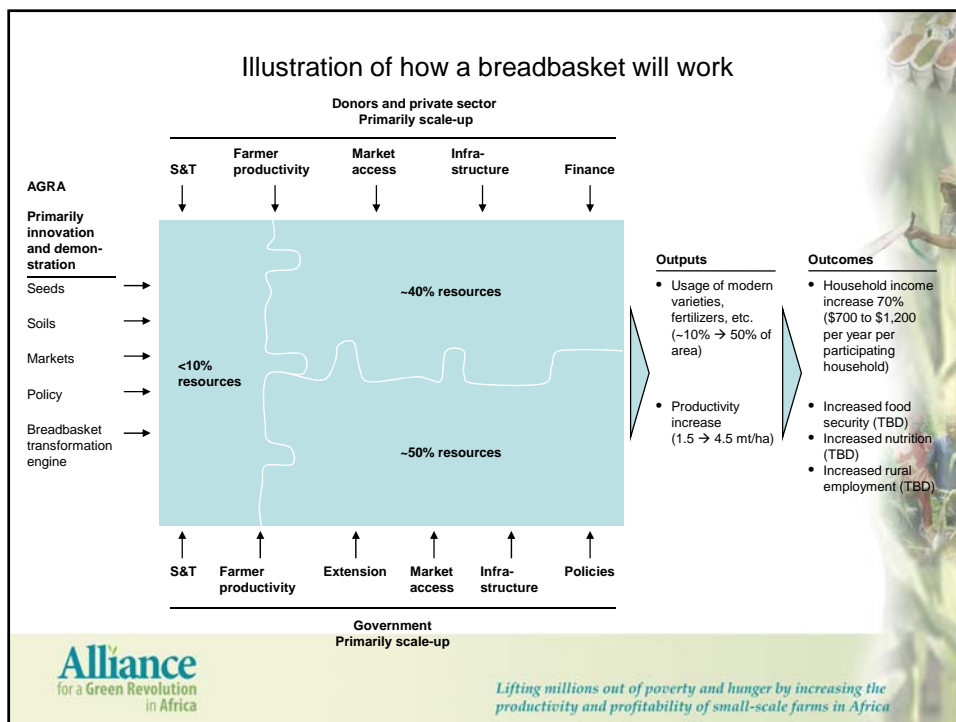 Illustration of how a breadbasket will work
Donors and private sector
Primarily scale-up
S&T
Farmer
productivity
Market
access
Infra-
structure
Finance
AGRA
Primarily
innovation
and demon-
stration
Seeds
Soils
Markets
Policy
Breadbasket
transformation
engine
<10%
resources
~40% resources
~50% resources
Outputs
• Usage of modern
varieties,
fertilizers, etc.
(~10% → 50% of
area)
• Productivity
increase
(1.5 → 4.5 mt/ha)
Outcomes
• Household income
increase 70%
($700 to $1,200
per year per
participating
household)
• Increased food
security (TBD)
• Increased nutrition
(TBD)
• Increased rural
employment (TBD)
S&T
Farmer
productivity
Extension
Market
access
Infra-
structure
Policies
Government
Primarily scale-up
Alliance
for a Green Revolution
in Africa
Lifting millions out of poverty and hunger by increasing the
productivity and profitability of small-scale farms in Africa